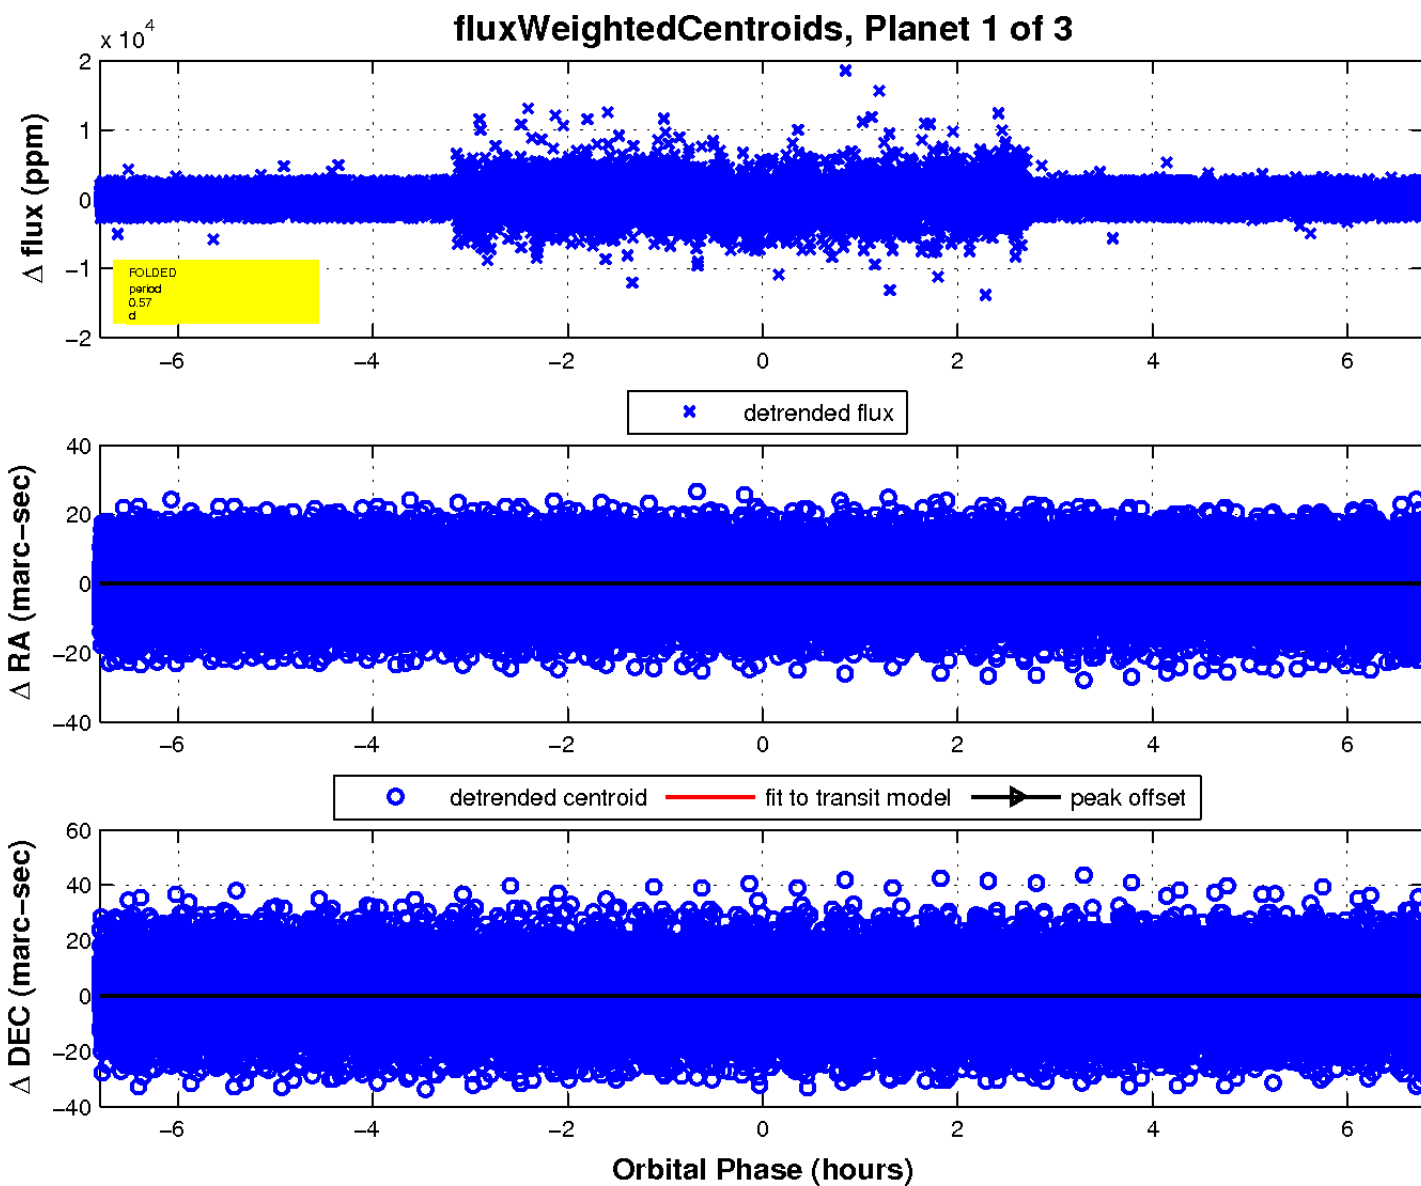 fluxWeightedCentroids, Planet 1 of 3
x 10^4
Δ flux (ppm)
2
1
0
−1
−2
FOLDED
period
0.57
d
−6 −4 −2 0 2 4 6
detrended flux
Δ RA (marc−sec)
40
20
0
−20
−40
−6 −4 −2 0 2 4 6
detrended centroid fit to transit model peak offset
Δ DEC (marc−sec)
60
40
20
0
−20
−40
−6 −4 −2 0 2 4 6
Orbital Phase (hours)